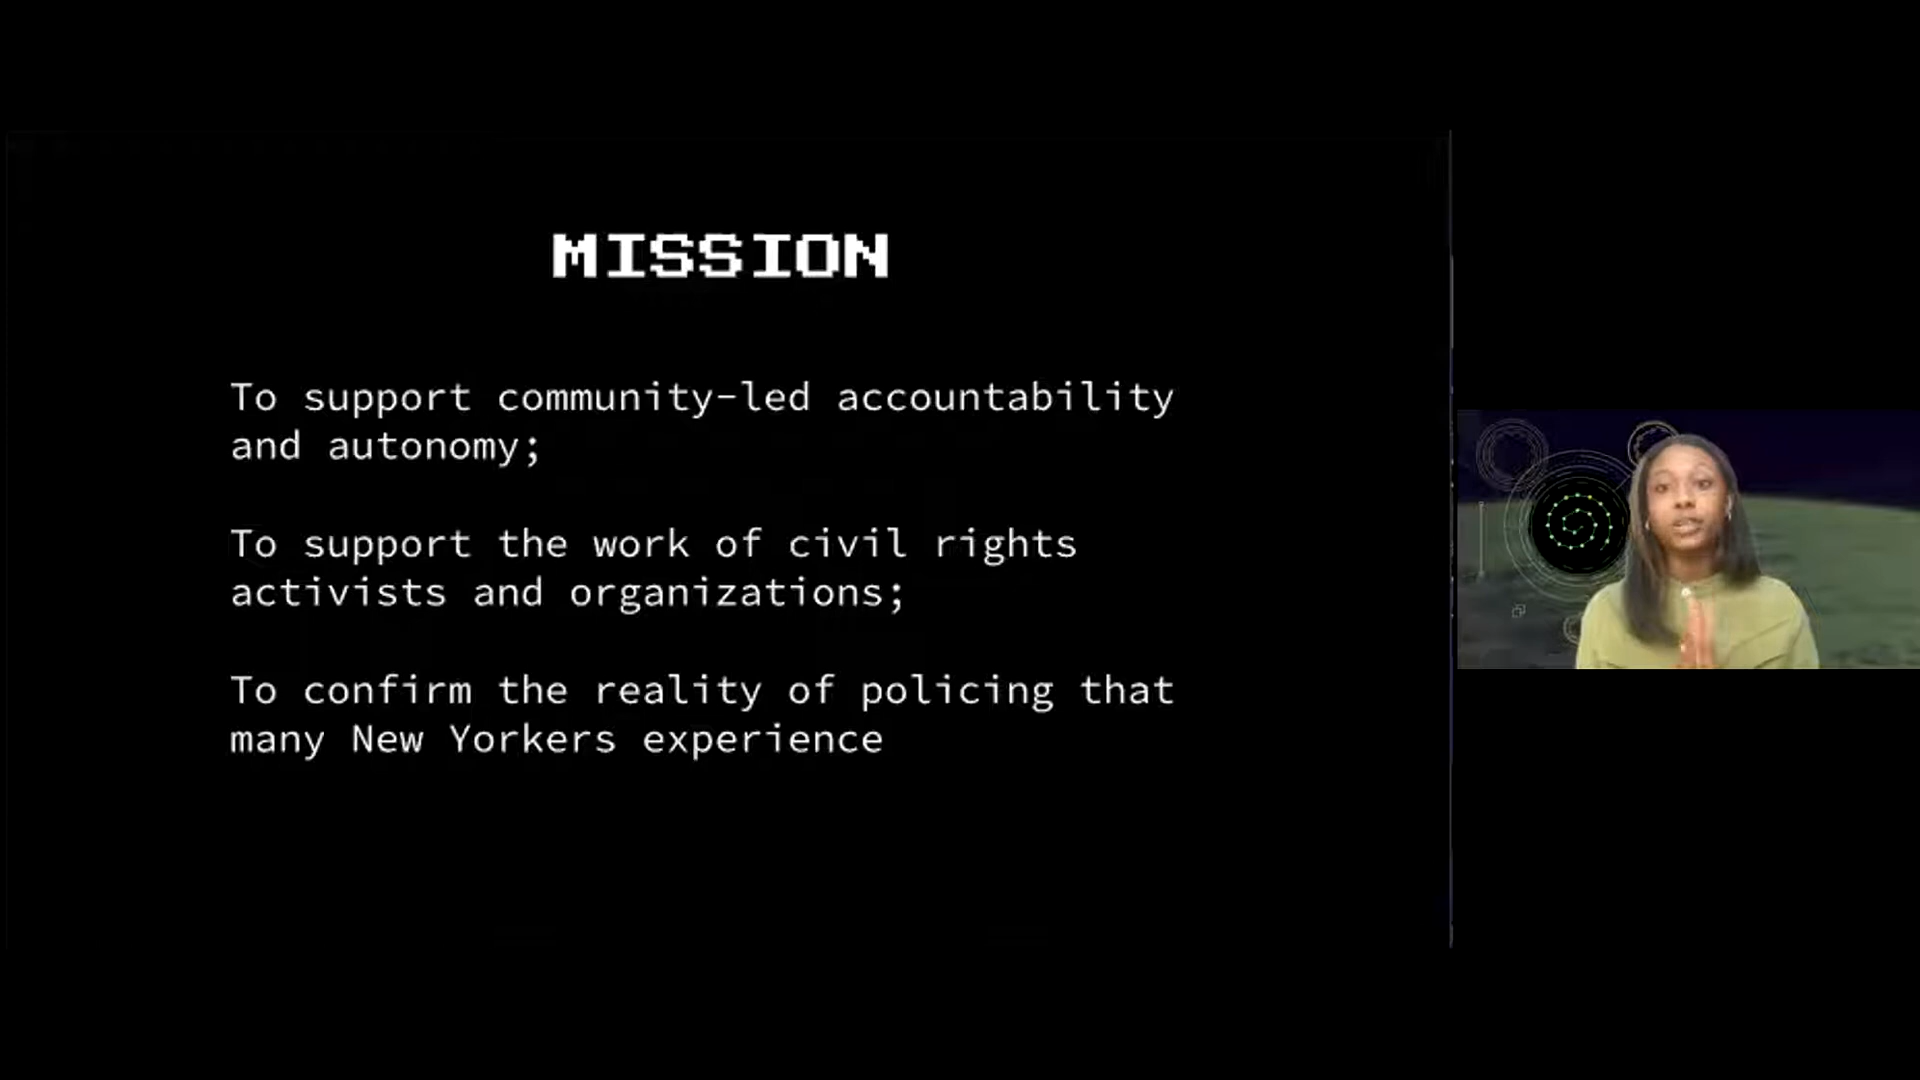 MISSION
To support community-led accountability
and autonomy;
To support the work of civil rights
activists and organizations;
To confirm the reality of policing that
many New Yorkers experience